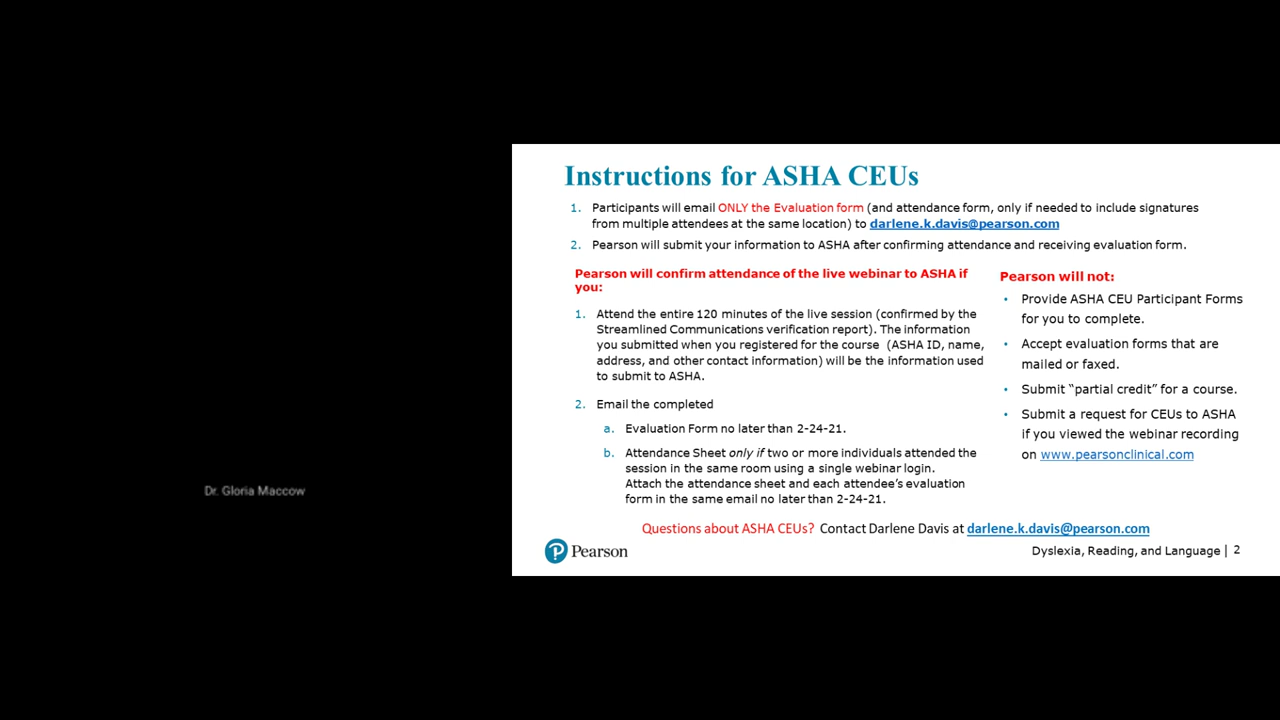 Dr. Gloria Maccow
Instructions for ASHA CEUs
1. Participants will email ONLY the Evaluation form (and attendance form, only if needed to include signatures
from multiple attendees at the same location) to darlene.k.davis@pearson.com
2. Pearson will submit your information to ASHA after confirming attendance and receiving evaluation form.
Pearson will confirm attendance of the live webinar to ASHA if
you:
1. Attend the entire 120 minutes of the live session (confirmed by the
Streamlined Communications verification report). The information
you submitted when you registered for the course (ASHA ID, name,
address, and other contact information) will be the information used
to submit to ASHA.
2. Email the completed
a. Evaluation Form no later than 2-24-21.
b. Attendance Sheet only if two or more individuals attended the
session in the same room using a single webinar login.
Attach the attendance sheet and each attendee's evaluation
form in the same email no later than 2-24-21.
Pearson will not:
• Provide ASHA CEU Participant Forms
for you to complete.
• Accept evaluation forms that are
mailed or faxed.
• Submit “partial credit” for a course.
• Submit a request for CEUs to ASHA
if you viewed the webinar recording
on www.pearsonclinical.com
Questions about ASHA CEUs? Contact Darlene Davis at darlene.k.davis@pearson.com
Pearson
Dyslexia, Reading, and Language | 2